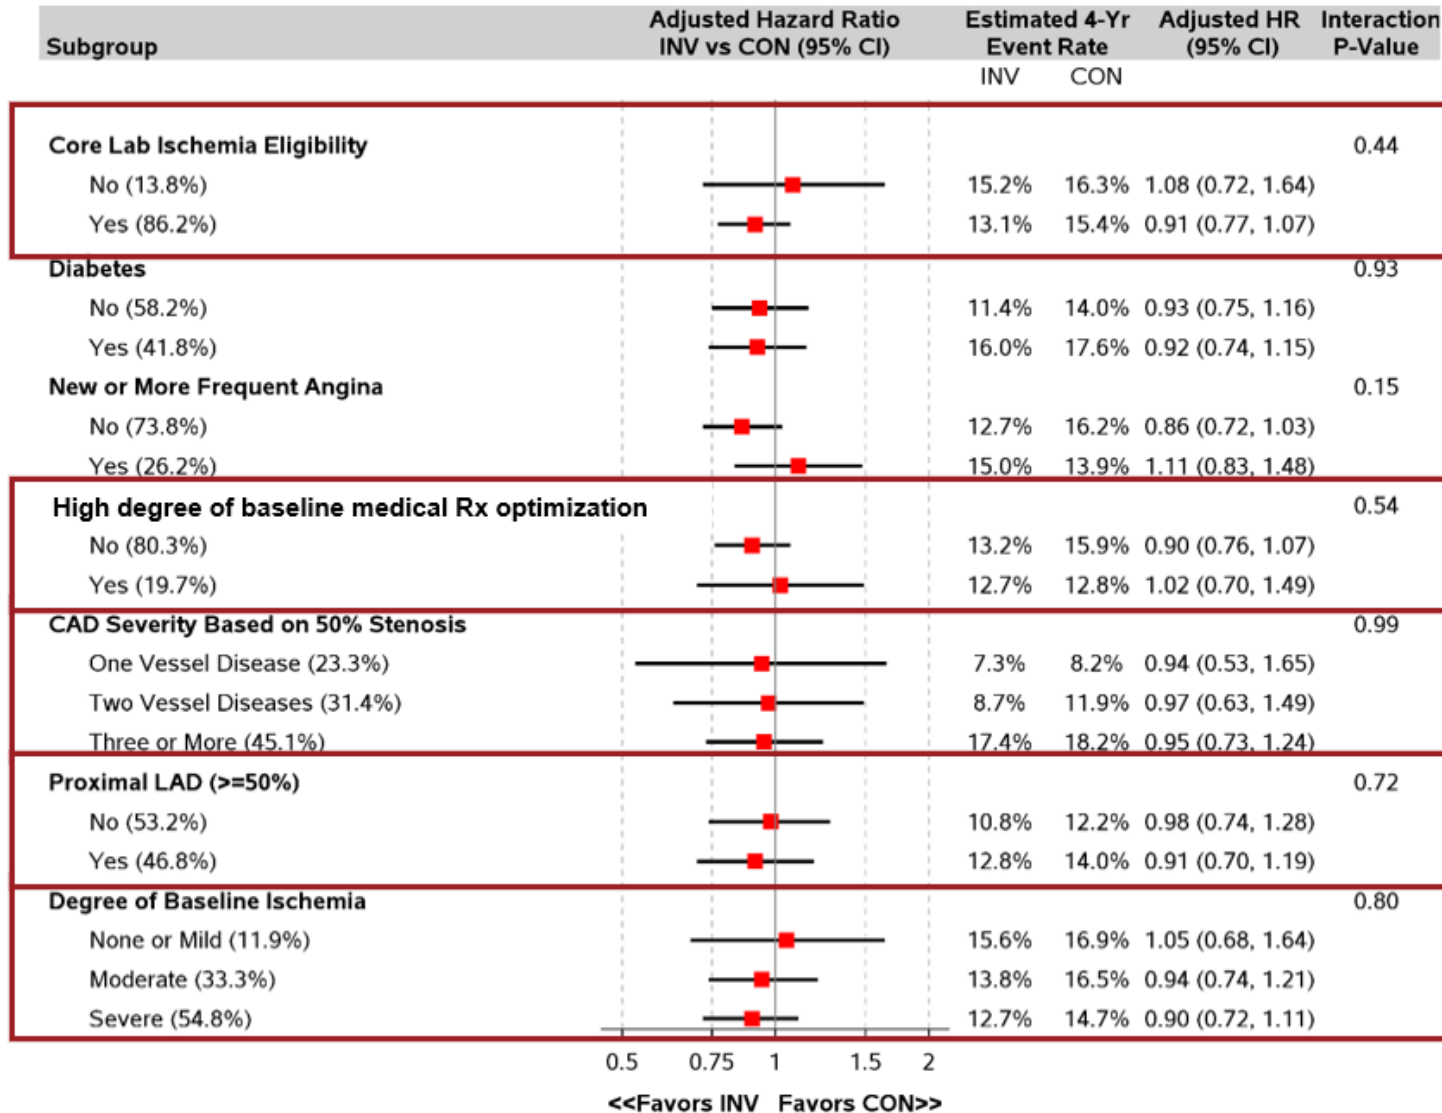 Subgroup Adjusted Hazard Ratio INV vs CON (95% CI) Estimated 4-Yr Event Rate Adjusted HR (95% CI) Interaction P-Value
INV CON
Core Lab Ischemia Eligibility 0.44
No (13.8%) 15.2% 16.3% 1.08 (0.72, 1.64)
Yes (86.2%) 13.1% 15.4% 0.91 (0.77, 1.07)
Diabetes 0.93
No (58.2%) 11.4% 14.0% 0.93 (0.75, 1.16)
Yes (41.8%) 16.0% 17.6% 0.92 (0.74, 1.15)
New or More Frequent Angina 0.15
No (73.8%) 12.7% 16.2% 0.86 (0.72, 1.03)
Yes (26.2%) 15.0% 13.9% 1.11 (0.83, 1.48)
High degree of baseline medical Rx optimization 0.54
No (80.3%) 13.2% 15.9% 0.90 (0.76, 1.07)
Yes (19.7%) 12.7% 12.8% 1.02 (0.70, 1.49)
CAD Severity Based on 50% Stenosis 0.99
One Vessel Disease (23.3%) 7.3% 8.2% 0.94 (0.53, 1.65)
Two Vessel Diseases (31.4%) 8.7% 11.9% 0.97 (0.63, 1.49)
Three or More (45.1%) 17.4% 18.2% 0.95 (0.73, 1.24)
Proximal LAD (>=50%) 0.72
No (53.2%) 10.8% 12.2% 0.98 (0.74, 1.28)
Yes (46.8%) 12.8% 14.0% 0.91 (0.70, 1.19)
Degree of Baseline Ischemia 0.80
None or Mild (11.9%) 15.6% 16.9% 1.05 (0.68, 1.64)
Moderate (33.3%) 13.8% 16.5% 0.94 (0.74, 1.21)
Severe (54.8%) 12.7% 14.7% 0.90 (0.72, 1.11)
0.5 0.75 1 1.5 2
<<Favors INV Favors CON>>